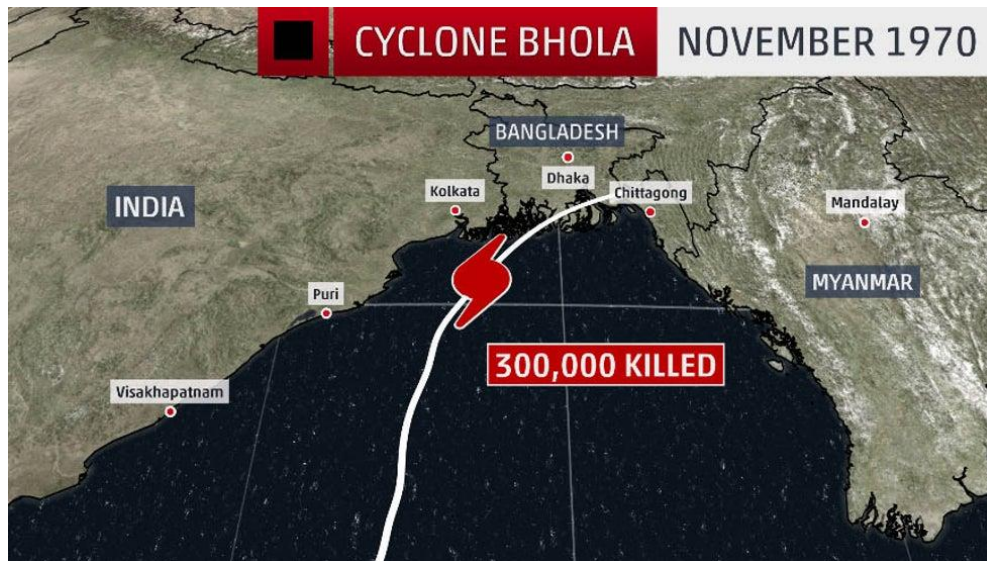 CYCLONE BHOLA
NOVEMBER 1970
BANGLADESH
Dhaka
Kolkata
Chittagong
INDIA
Mandalay
MYANMAR
Puri
300,000 KILLED
Visakhapatnam